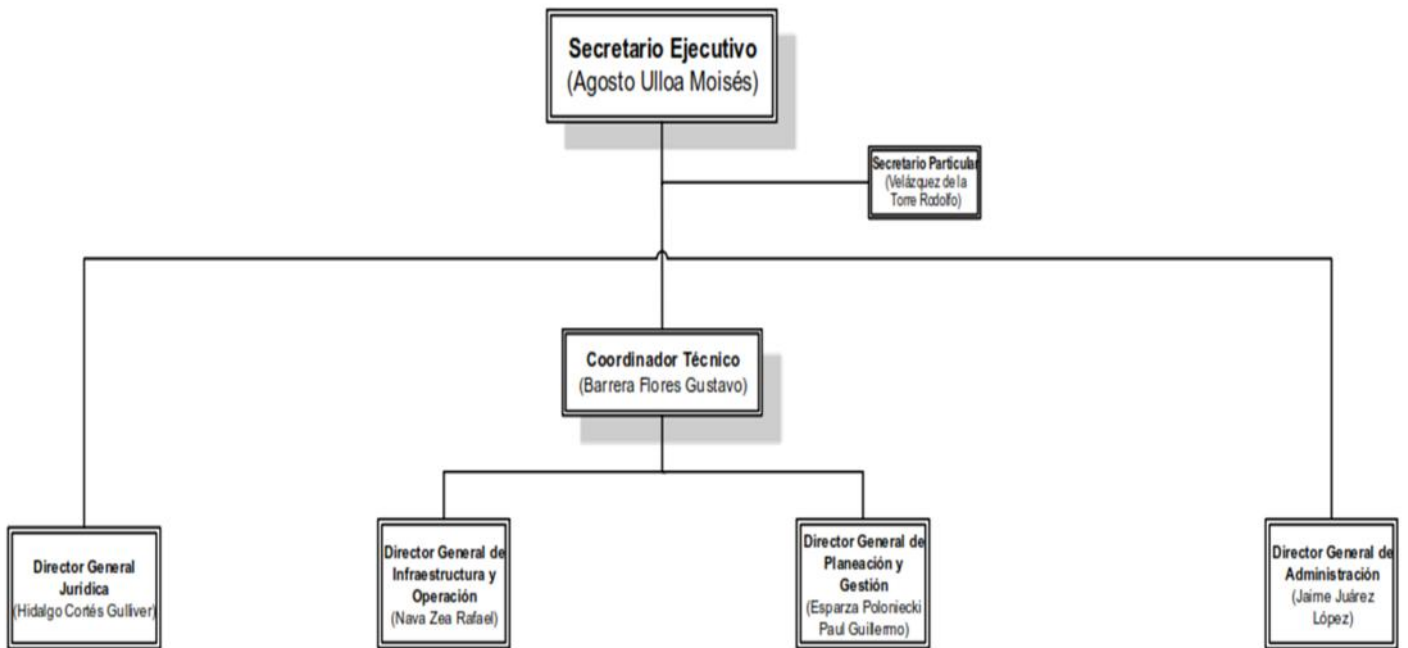 Secretario Ejecutivo
(Agosto Ulloa Moisés)
Secretario Particular
(Velázquez de la
Torre Rodolfo)
Coordinador Técnico
(Barrera Flores Gustavo)
Director General
Jurídica
(Hidalgo Cortés Gulliver)
Director General de
Infraestructura y
Operación
(Nava Zea Rafael)
Director General de
Planeación y
Gestión
(Esparza Poloniecki
Paul Guillermo)
Director General de
Administración
(Jaime Juárez
López)